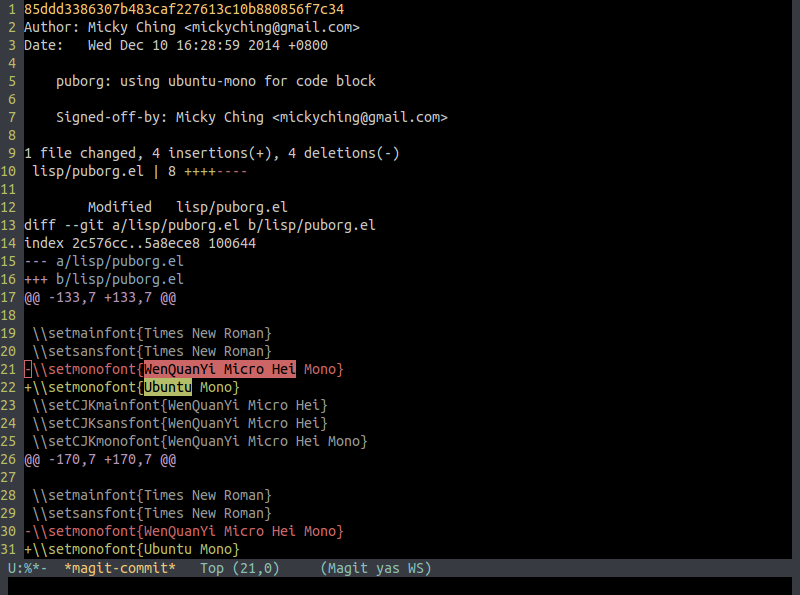 1 85ddd3386307b483caf227613c10b880856f7c34
2 Author: Micky Ching <mickyching@gmail.com>
3 Date:   Wed Dec 10 16:28:59 2014 +0800
4
5     puborg: using ubuntu-mono for code block
6
7     Signed-off-by: Micky Ching <mickyching@gmail.com>
8
9 1 file changed, 4 insertions(+), 4 deletions(-)
10  lisp/puborg.el | 8 ++++----
11
12         Modified   lisp/puborg.el
13 diff --git a/lisp/puborg.el b/lisp/puborg.el
14 index 2c576cc..5a8ece8 100644
15 --- a/lisp/puborg.el
16 +++ b/lisp/puborg.el
17 @@ -133,7 +133,7 @@
18
19  \\setmainfont{Times New Roman}
20  \\setsansfont{Times New Roman}
21 -\\setmonofont{WenQuanYi Micro Hei Mono}
22 +\\setmonofont{Ubuntu Mono}
23  \\setCJKmainfont{WenQuanYi Micro Hei}
24  \\setCJKsansfont{WenQuanYi Micro Hei}
25  \\setCJKmonofont{WenQuanYi Micro Hei Mono}
26 @@ -170,7 +170,7 @@
27
28  \\setmainfont{Times New Roman}
29  \\setsansfont{Times New Roman}
30 -\\setmonofont{WenQuanYi Micro Hei Mono}
31 +\\setmonofont{Ubuntu Mono}
U:%*-  *magit-commit*   Top (21,0)     (Magit yas WS)